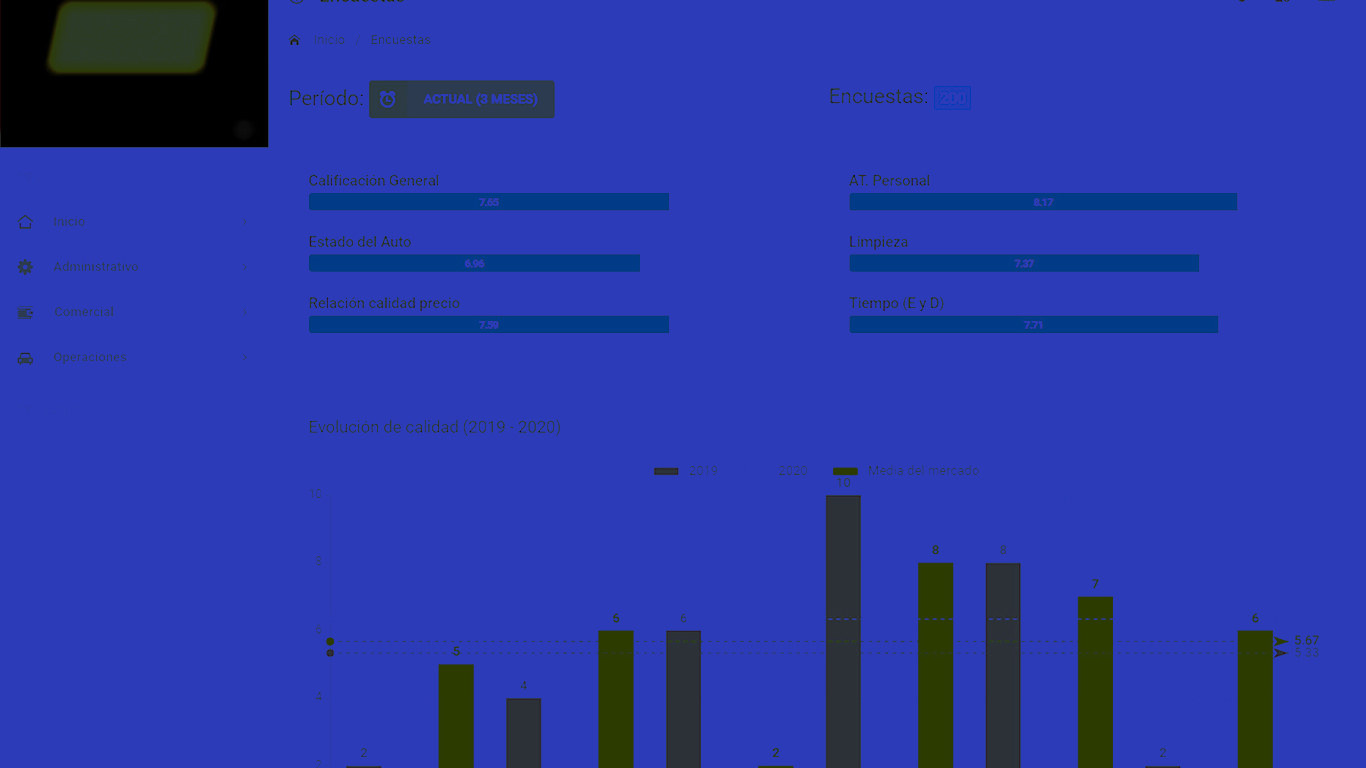 Encuestas
Inicio / Encuestas
Periodo: ACTUAL (3 MESES)
Encuestas: 200
Inicio
Administrativo
Comercial
Operaciones
Calificacion General
7.65
AT. Personal
8.17
Estado del Auto
6.96
Limpieza
7.37
Relación calidad precio
7.59
Tiempo (E y D)
7.71
Evolucion de calidad (2019 - 2020)
2019 2020 Media del mercado
10
10
8
8
8
7
6
6
6
6
5.67
5
4
4
2
2
2
2